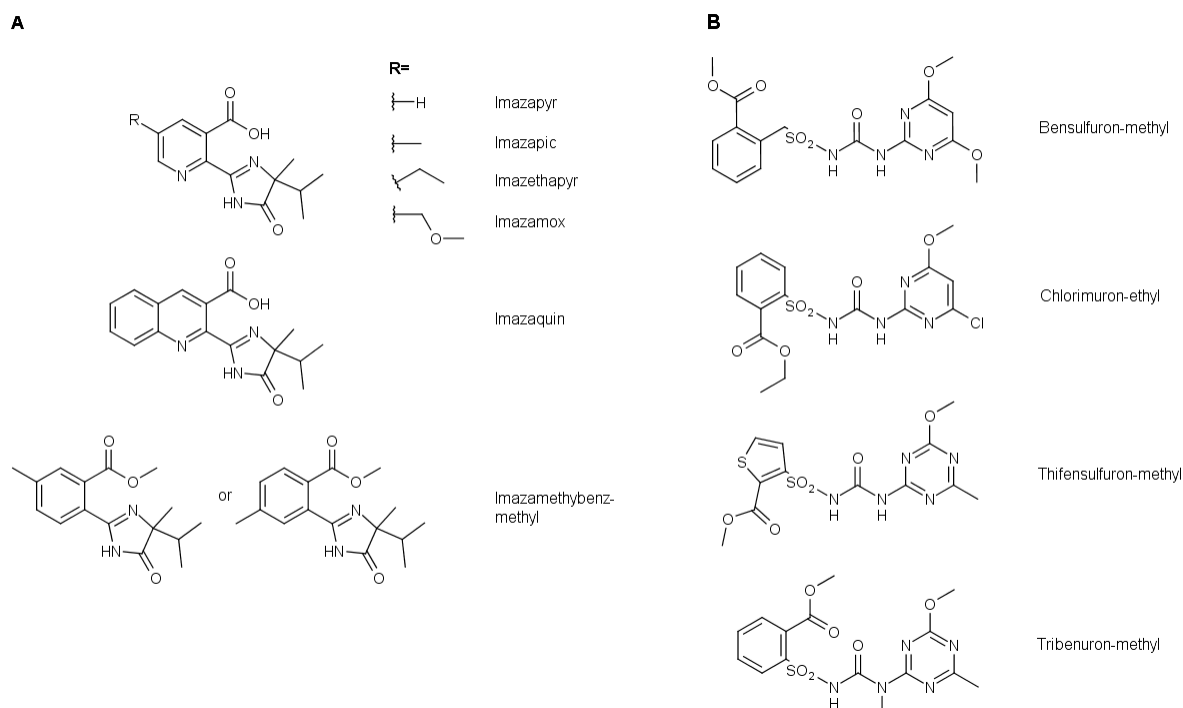 A
R=
R
O
OH
N
N
HN
O
H
Imazapyr
Imazapic
Imazethapyr
O
Imazamox
O
OH
N
N
HN
O
Imazaquin
O
O
N
HN
O
or
O
O
N
HN
O
Imazamethybenz-
methyl
B
O
O
SO2
N
H
O
N
H
N
N
O
O
Bensulfuron-methyl
SO2
O
O
N
H
O
N
H
N
N
O
Cl
Chlorimuron-ethyl
S
SO2
O
O
N
H
O
N
H
N
N
N
O
Thifensulfuron-methyl
O
O
SO2
N
H
O
N
N
N
N
O
Tribenuron-methyl